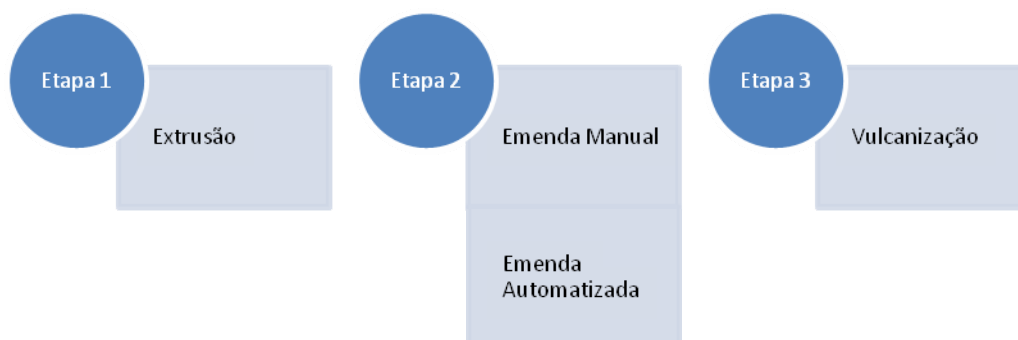 Etapa 1
Extrusão
Etapa 2
Emenda Manual
Emenda
Automatizada
Etapa 3
Vulcanização